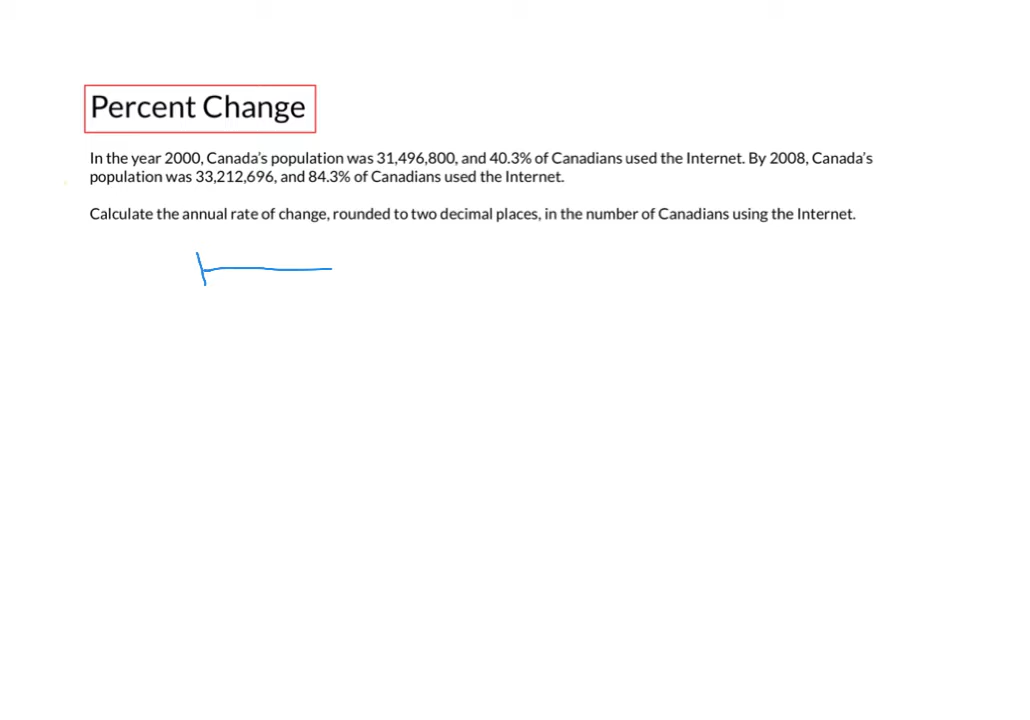 Percent Change
In the year 2000, Canada's population was 31,496,800, and 40.3% of Canadians used the Internet. By 2008, Canada's
population was 33,212,696, and 84.3% of Canadians used the Internet.
Calculate the annual rate of change, rounded to two decimal places, in the number of Canadians using the Internet.